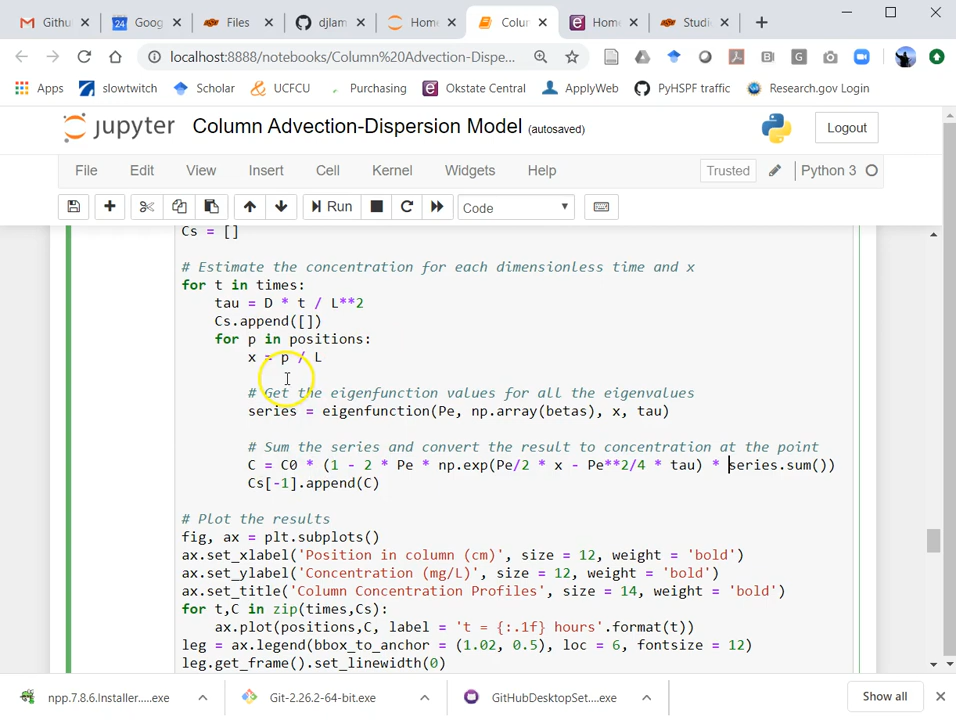 Githu
Goog
Files
djlam
Home
Colur
Home
Studi
localhost:8888/notebooks/Column%20Advection-Dispe...
Apps
slowtwitch
Scholar
UCFCU
Purchasing
Okstate Central
ApplyWeb
PyHSPF traffic
Research.gov Login
jupyter Column Advection-Dispersion Model (autosaved)
Logout
File Edit View Insert Cell Kernel Widgets Help
Trusted
Python 3
Run
Code
Cs = []
# Estimate the concentration for each dimensionless time and x
for t in times:
tau = D * t / L**2
Cs.append([])
for p in positions:
x = p / L
# Get the eigenfunction values for all the eigenvalues
series = eigenfunction(Pe, np.array(betas), x, tau)
# Sum the series and convert the result to concentration at the point
C = C0 * (1 - 2 * Pe * np.exp(Pe/2 * x - Pe**2/4 * tau) * series.sum())
Cs[-1].append(C)
# Plot the results
fig, ax = plt.subplots()
ax.set_xlabel('Position in column (cm)', size = 12, weight = 'bold')
ax.set_ylabel('Concentration (mg/L)', size = 12, weight = 'bold')
ax.set_title('Column Concentration Profiles', size = 14, weight = 'bold')
for t,C in zip(times,Cs):
ax.plot(positions,C, label = 't = {:.1f} hours'.format(t))
leg = ax.legend(bbox_to_anchor = (1.02, 0.5), loc = 6, fontsize = 12)
leg.get_frame().set_linewidth(0)
npp.7.8.6.Installer.....exe
Git-2.26.2-64-bit.exe
GitHubDesktopSet....exe
Show all